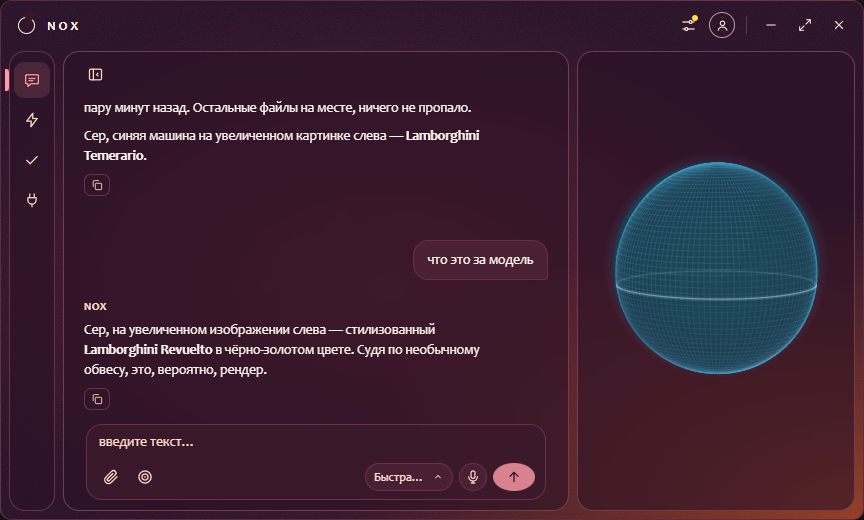 NOX
пару минут назад. Остальные файлы на месте, ничего не пропало.
Сер, синяя машина на увеличенном картинке слева — Lamborghini
Temerario.
что это за модель
NOX
Сер, на увеличенном изображении слева — стилизованный
Lamborghini Revuelto в чёрно-золотом цвете. Судя по необычному
обвесу, это, вероятно, рендер.
введите текст...
Быстра...